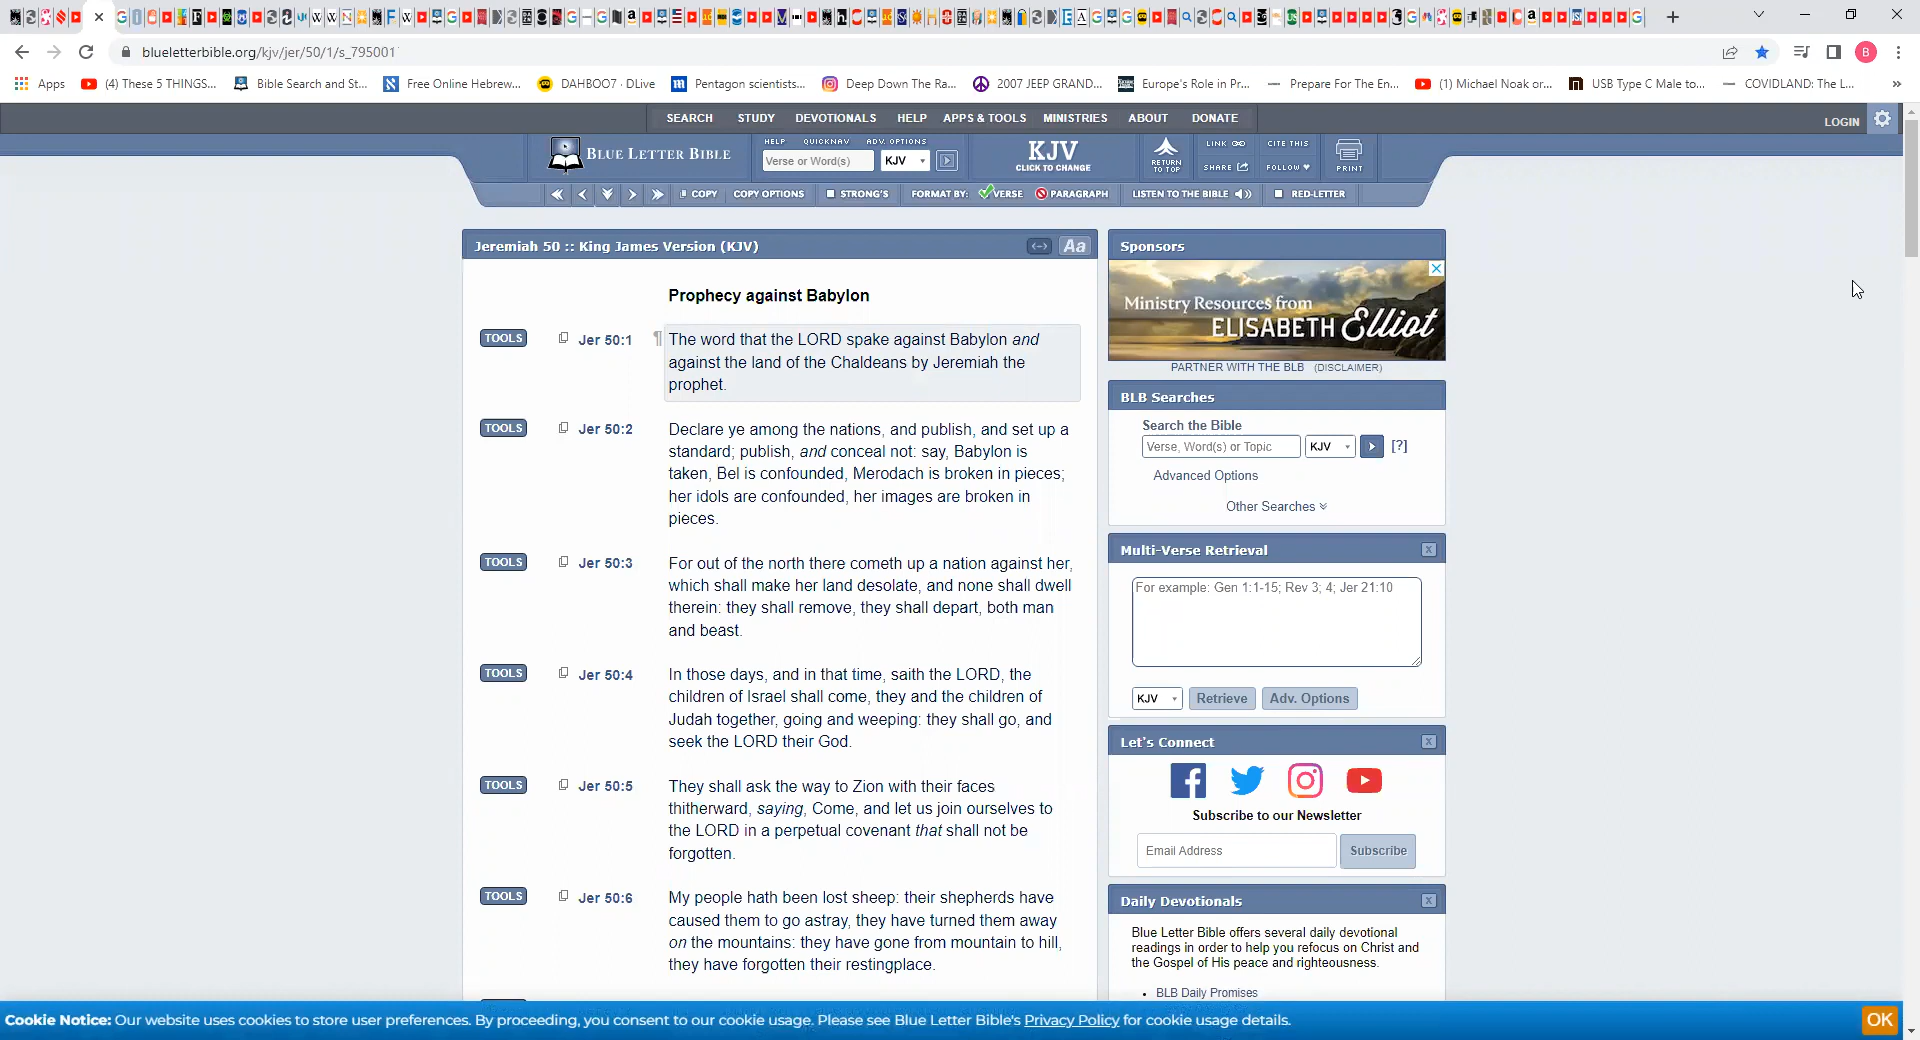 blueletterbible.org/kjv/jer/50/1/s_795001
B
Apps
(4) These 5 THINGS...
Bible Search and St...
Free Online Hebrew...
DAHBOO7 · DLive
Pentagon scientists...
Deep Down The Ra...
2007 JEEP GRAND...
Europe's Role in Pr...
Prepare For The En...
(1) Michael Noak or...
USB Type C Male to...
COVIDLAND: The L...
SEARCH STUDY DEVOTIONALS HELP APPS & TOOLS MINISTRIES ABOUT DONATE
LOGIN
BLUE LETTER BIBLE
HELP QUICKNAV ADV. OPTIONS
Verse or Word(s)
KJV
KJV
CLICK TO CHANGE
RETURN
TO TOP
LINK
SHARE
CITE THIS
FOLLOW
PRINT
COPY COPY OPTIONS STRONG'S FORMAT BY: VERSE PARAGRAPH LISTEN TO THE BIBLE RED-LETTER
Jeremiah 50 :: King James Version (KJV)
Aa
Prophecy against Babylon
TOOLS Jer 50:1 ¶ The word that the LORD spake against Babylon and
against the land of the Chaldeans by Jeremiah the
prophet.
TOOLS Jer 50:2 Declare ye among the nations, and publish, and set up a
standard; publish, and conceal not: say, Babylon is
taken, Bel is confounded, Merodach is broken in pieces;
her idols are confounded, her images are broken in
pieces.
TOOLS Jer 50:3 For out of the north there cometh up a nation against her,
which shall make her land desolate, and none shall dwell
therein: they shall remove, they shall depart, both man
and beast.
TOOLS Jer 50:4 In those days, and in that time, saith the LORD, the
children of Israel shall come, they and the children of
Judah together, going and weeping: they shall go, and
seek the LORD their God.
TOOLS Jer 50:5 They shall ask the way to Zion with their faces
thitherward, saying, Come, and let us join ourselves to
the LORD in a perpetual covenant that shall not be
forgotten.
TOOLS Jer 50:6 My people hath been lost sheep: their shepherds have
caused them to go astray, they have turned them away
on the mountains: they have gone from mountain to hill,
they have forgotten their restingplace.
Sponsors
Ministry Resources from
ELISABETH Elliot
PARTNER WITH THE BLB (DISCLAIMER)
BLB Searches
Search the Bible
Verse, Word(s) or Topic
KJV
[?]
Advanced Options
Other Searches
Multi-Verse Retrieval
For example: Gen 1:1-15; Rev 3; 4; Jer 21:10
KJV
Retrieve
Adv. Options
Let's Connect
Subscribe to our Newsletter
Email Address
Subscribe
Daily Devotionals
Blue Letter Bible offers several daily devotional
readings in order to help you refocus on Christ and
the Gospel of His peace and righteousness.
• BLB Daily Promises
Cookie Notice: Our website uses cookies to store user preferences. By proceeding, you consent to our cookie usage. Please see Blue Letter Bible's Privacy Policy for cookie usage details.
OK